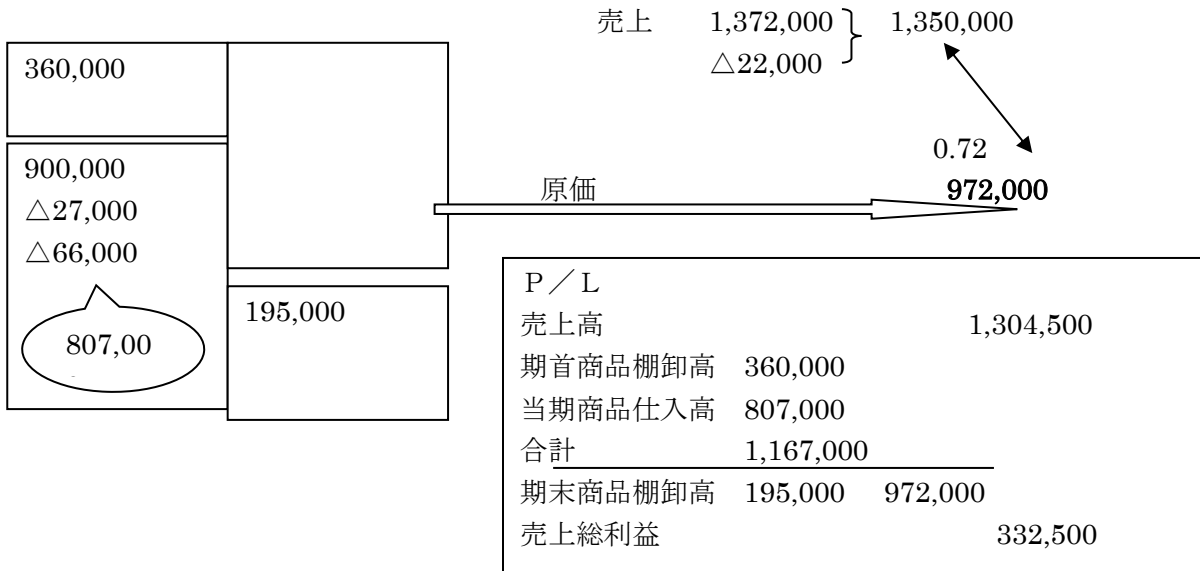 売上 1,372,000 1,350,000
△22,000
360,000
900,000
△27,000
△66,000
807,00
195,000
0.72
原価 972,000
P/L
売上高 1,304,500
期首商品棚卸高 360,000
当期商品仕入高 807,000
合計 1,167,000
期末商品棚卸高 195,000 972,000
売上総利益 332,500